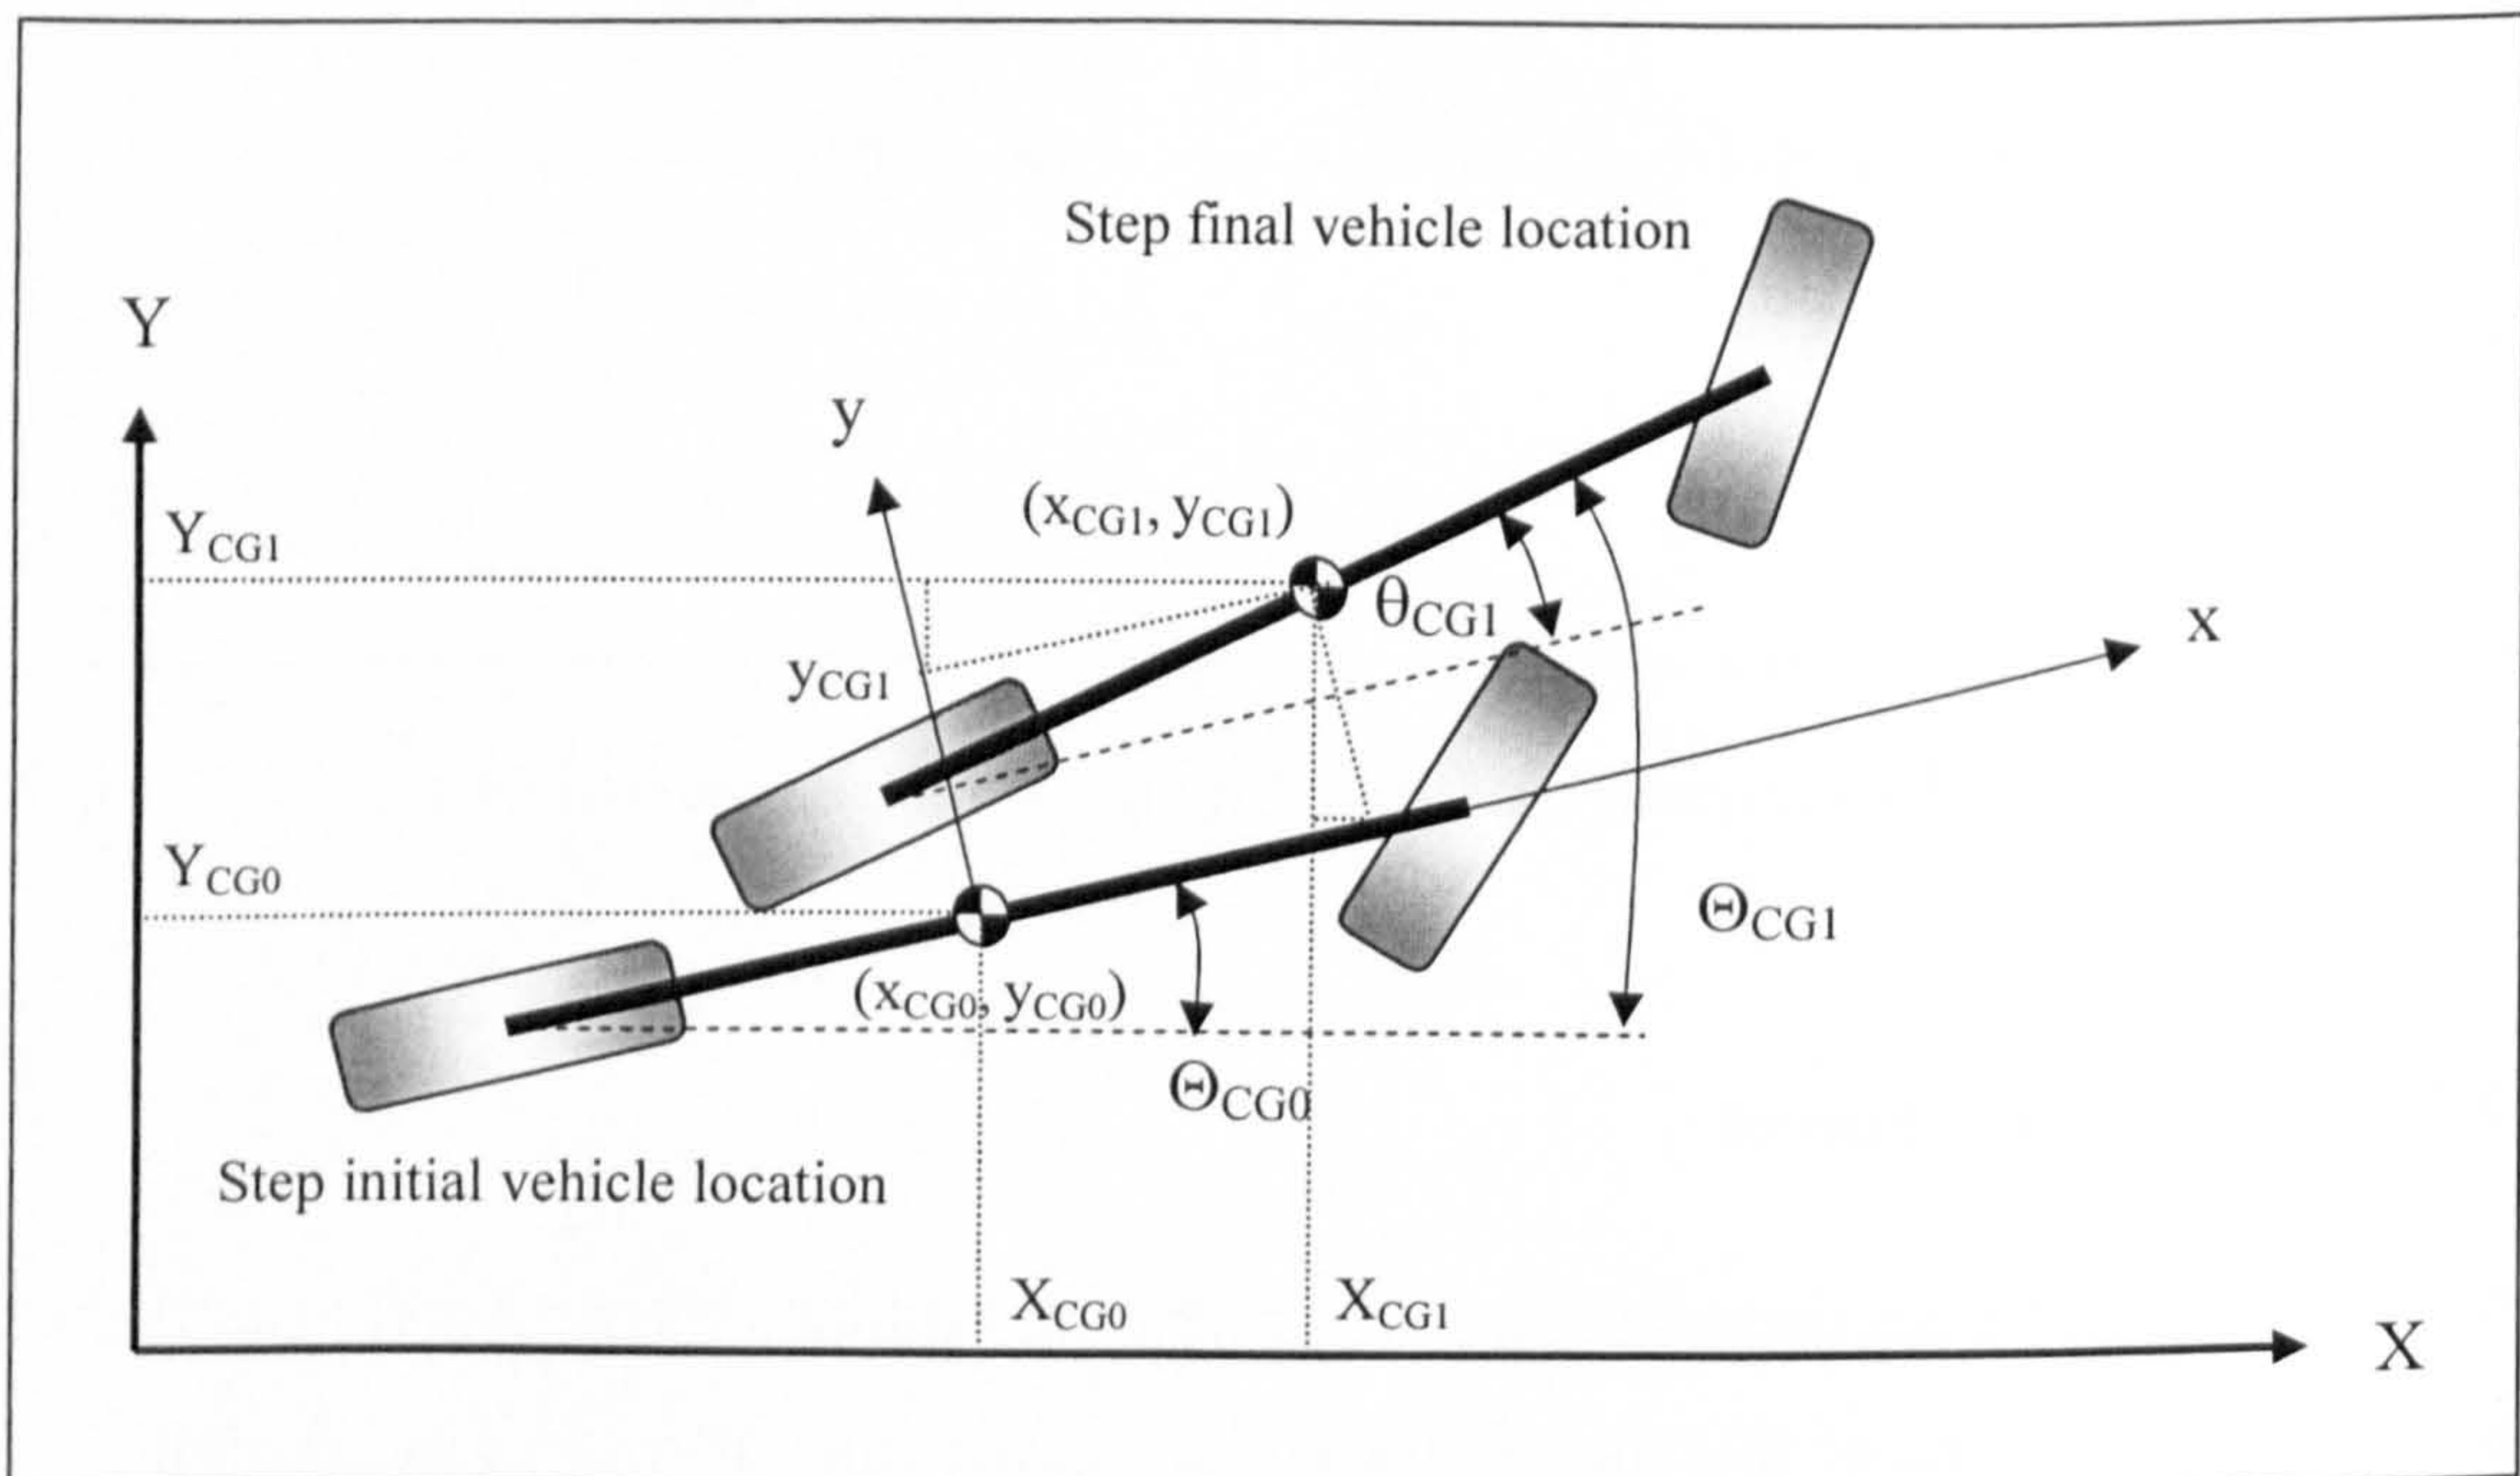 Step final vehicle location
Y
y
(xCG1, yCG1)
YCG1
θCG1
x
yCG1
YCG0
ΘCG1
(xCG0, yCG0)
ΘCG0
Step initial vehicle location
XCG0
XCG1
X